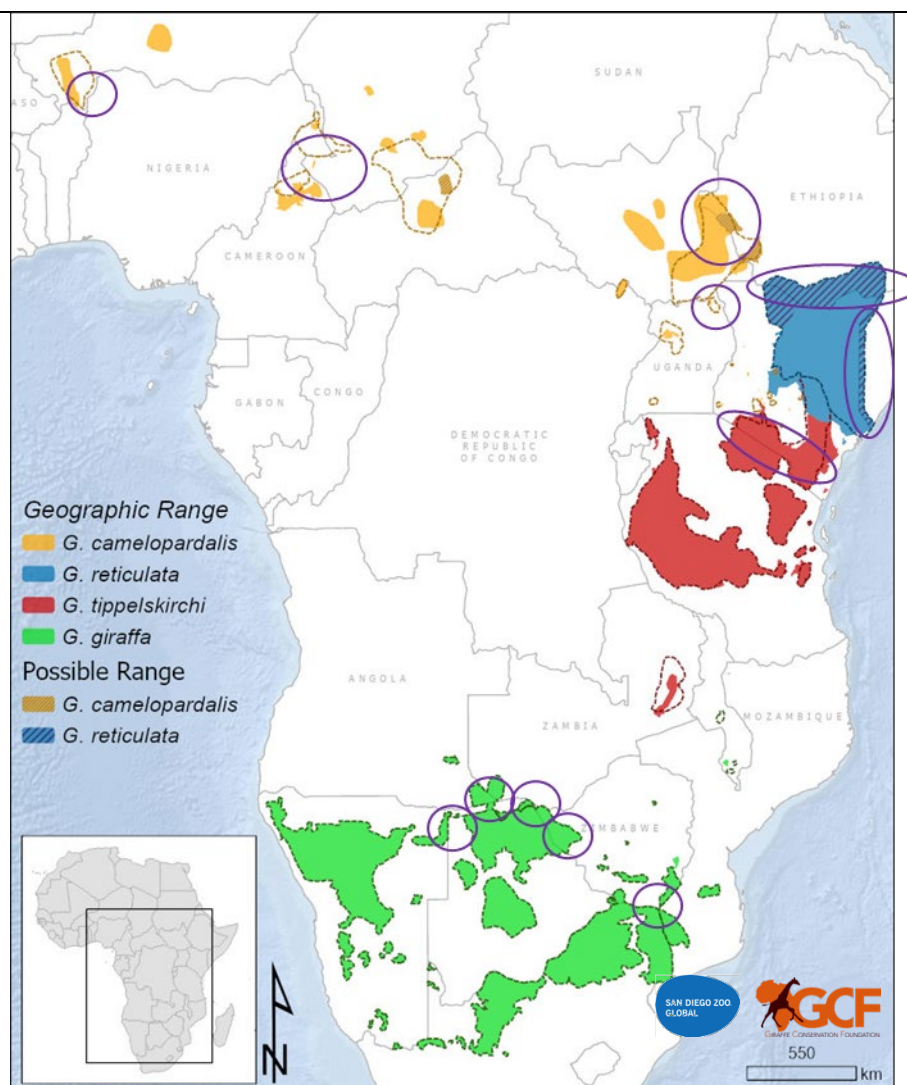 SUDAN
ASO
NIGERIA
ETHIOPIA
CAMEROON
UGANDA
GABON
CONGO
DEMOCRATIC
REPUBLIC
OF CONGO
Geographic Range
G. camelopardalis
G. reticulata
G. tippelskirchi
G. giraffa
Possible Range
G. camelopardalis
G. reticulata
ANGOLA
ZAMBIA
MOZAMBIQUE
ZIMBABWE
N
SAN DIEGO ZOO
GLOBAL
GCF
GIRAFFE CONSERVATION FOUNDATION
550
km